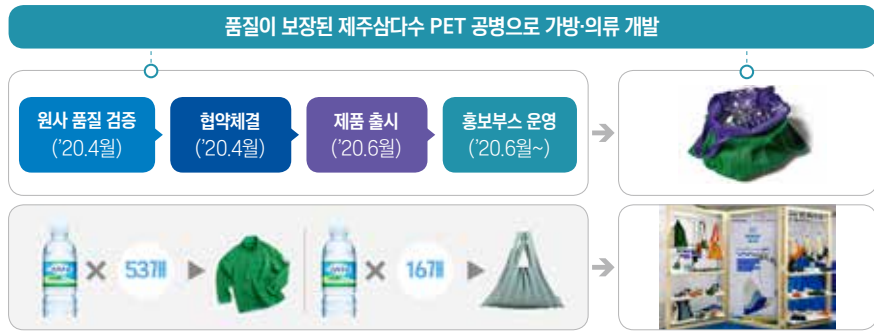 품질이 보장된 제주삼다수 PET 공병으로 가방·의류 개발
원사 품질 검증
(’20.4월)
협약체결
(’20.4월)
제품 출시
(’20.6월)
홍보부스 운영
(’20.6월~)
× 53개
× 16개